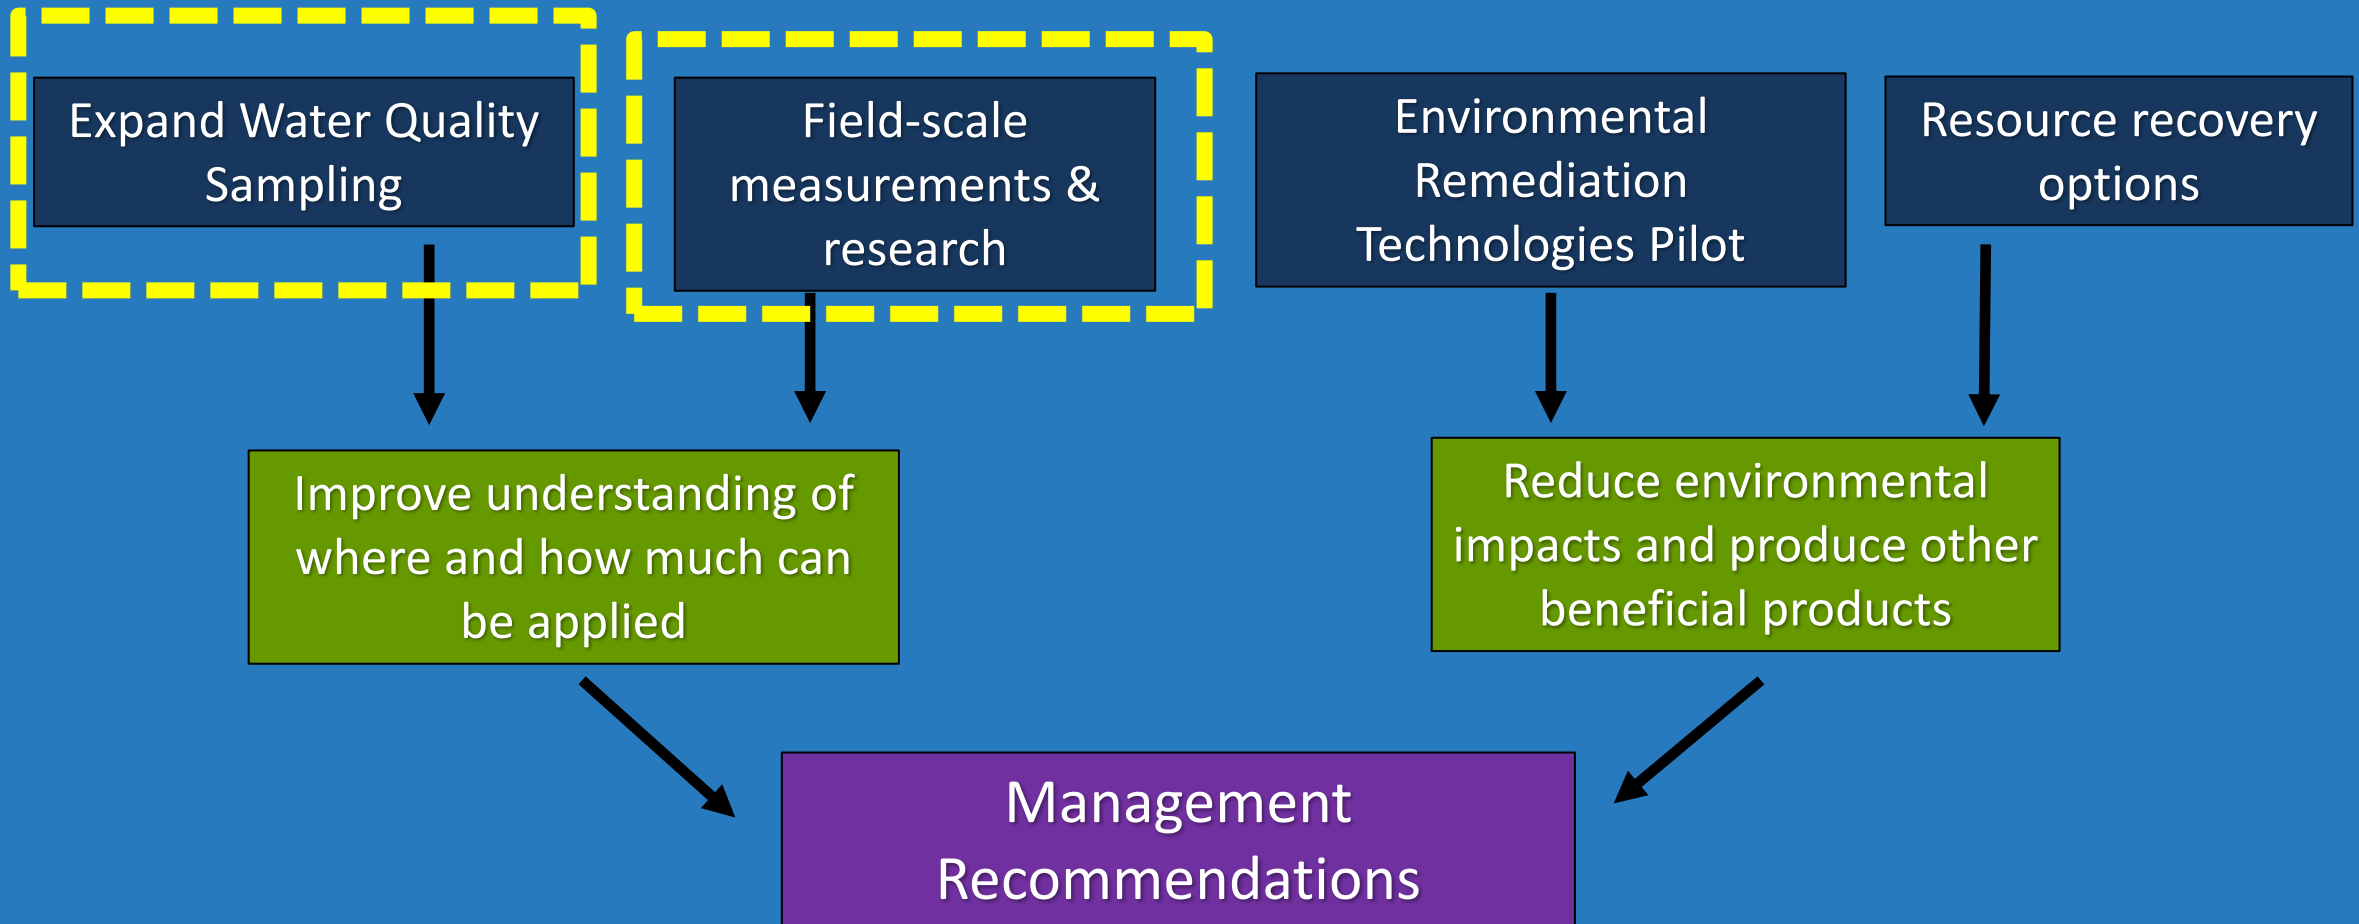 Expand Water Quality
Sampling
Field-scale
measurements &
research
Environmental
Remediation
Technologies Pilot
Resource recovery
options
Improve understanding of
where and how much can
be applied
Reduce environmental
impacts and produce other
beneficial products
Management
Recommendations